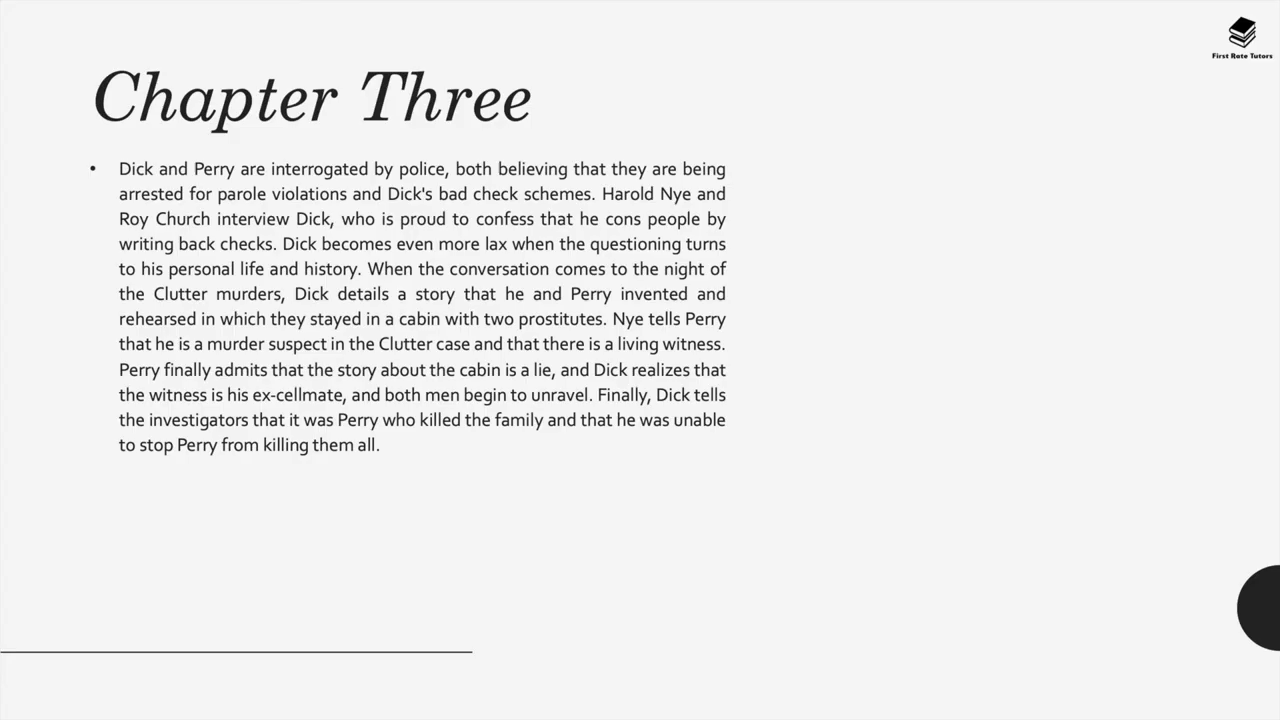 First Rate Tutors
Chapter Three
• Dick and Perry are interrogated by police, both believing that they are being
arrested for parole violations and Dick's bad check schemes. Harold Nye and
Roy Church interview Dick, who is proud to confess that he cons people by
writing back checks. Dick becomes even more lax when the questioning turns
to his personal life and history. When the conversation comes to the night of
the Clutter murders, Dick details a story that he and Perry invented and
rehearsed in which they stayed in a cabin with two prostitutes. Nye tells Perry
that he is a murder suspect in the Clutter case and that there is a living witness.
Perry finally admits that the story about the cabin is a lie, and Dick realizes that
the witness is his ex-cellmate, and both men begin to unravel. Finally, Dick tells
the investigators that it was Perry who killed the family and that he was unable
to stop Perry from killing them all.